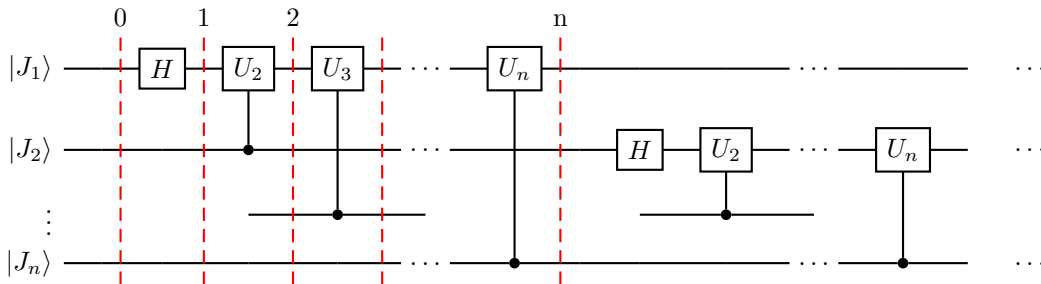 0 1 2 n
|J₁⟩ H U₂ U₃ ··· Uₙ ··· ···
|J₂⟩ ··· H U₂ ··· Uₙ ···
⋮
|Jₙ⟩ ··· ··· ···